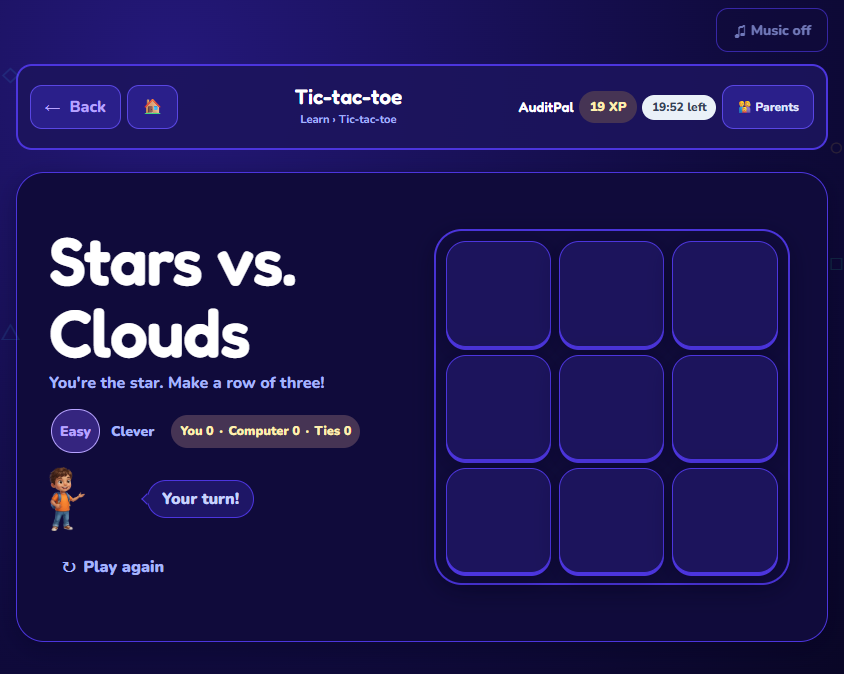 ♫ Music off
← Back
Tic-tac-toe
Learn › Tic-tac-toe
AuditPal
19 XP
19:52 left
Parents
Stars vs.
Clouds
You're the star. Make a row of three!
Easy
Clever
You 0 · Computer 0 · Ties 0
Your turn!
↻ Play again